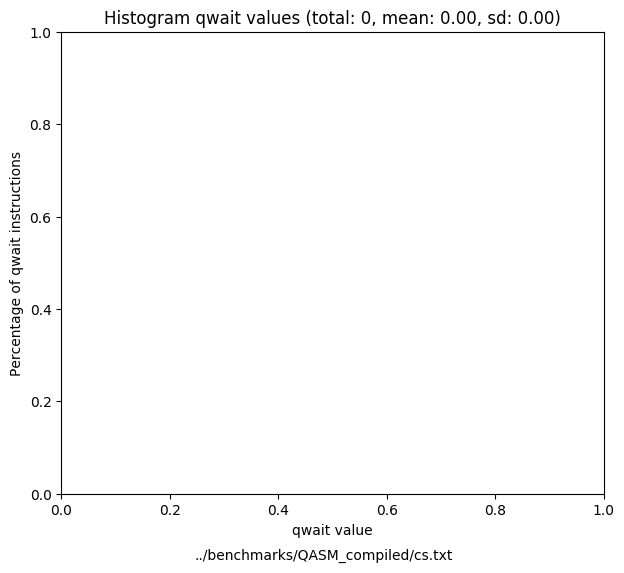 Histogram qwait values (total: 0, mean: 0.00, sd: 0.00)
1.0
0.8
0.6
0.4
0.2
0.0
Percentage of qwait instructions
0.0 0.2 0.4 0.6 0.8 1.0
qwait value
../benchmarks/QASM_compiled/cs.txt